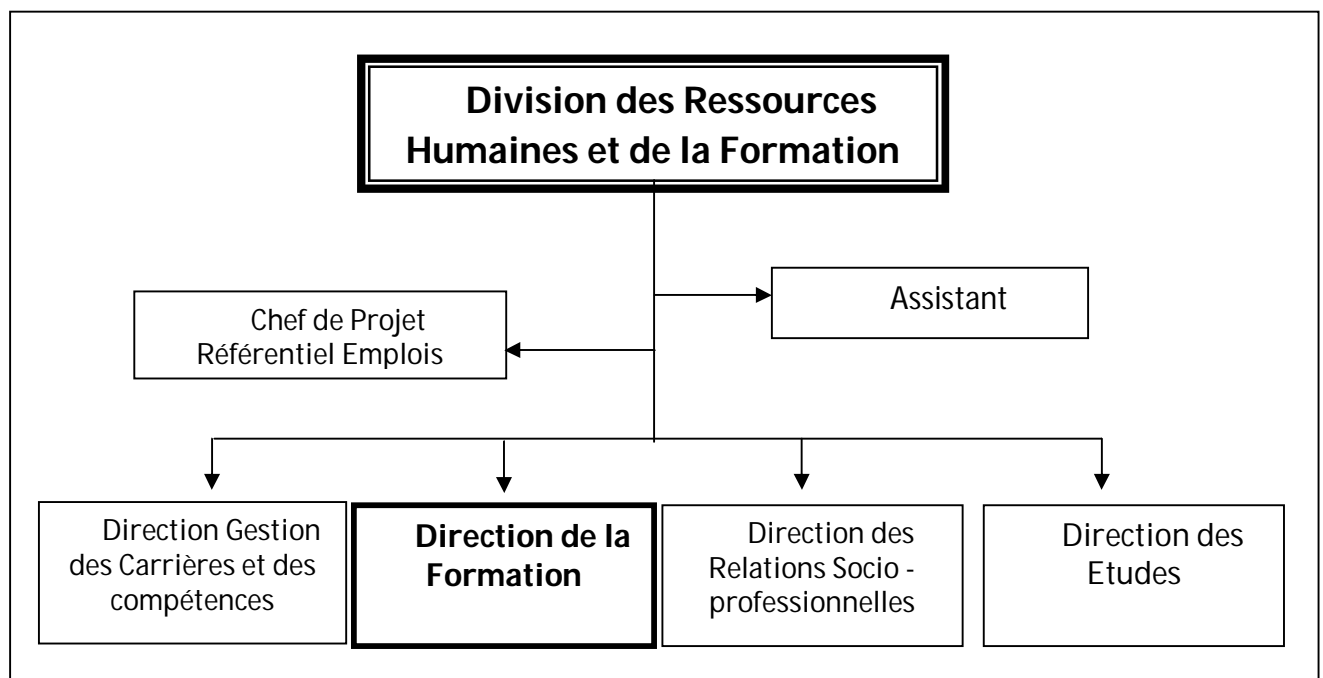 Division des Ressources
Humaines et de la Formation
Assistant
Chef de Projet
Référentiel Emplois
Direction Gestion
des Carrières et des
compétences
Direction de la
Formation
Direction des
Relations Socio -
professionnelles
Direction des
Etudes